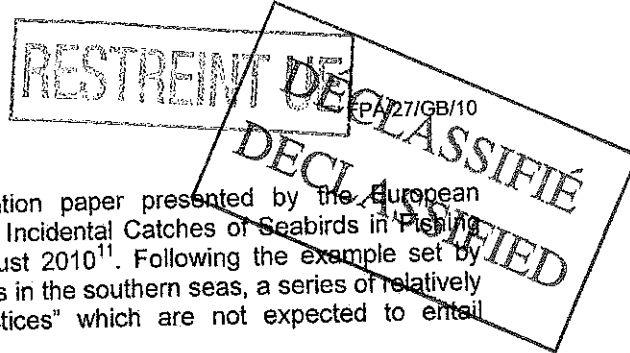 RESTREINT UE
FPA/27/GB/10
DÉCLASSIFIÉ
DECLASSIFIED
ation paper presented by the European
Incidental Catches of Seabirds in Fishing
ust 2010¹¹. Following the example set by
s in the southern seas, a series of relatively
tices" which are not expected to entail